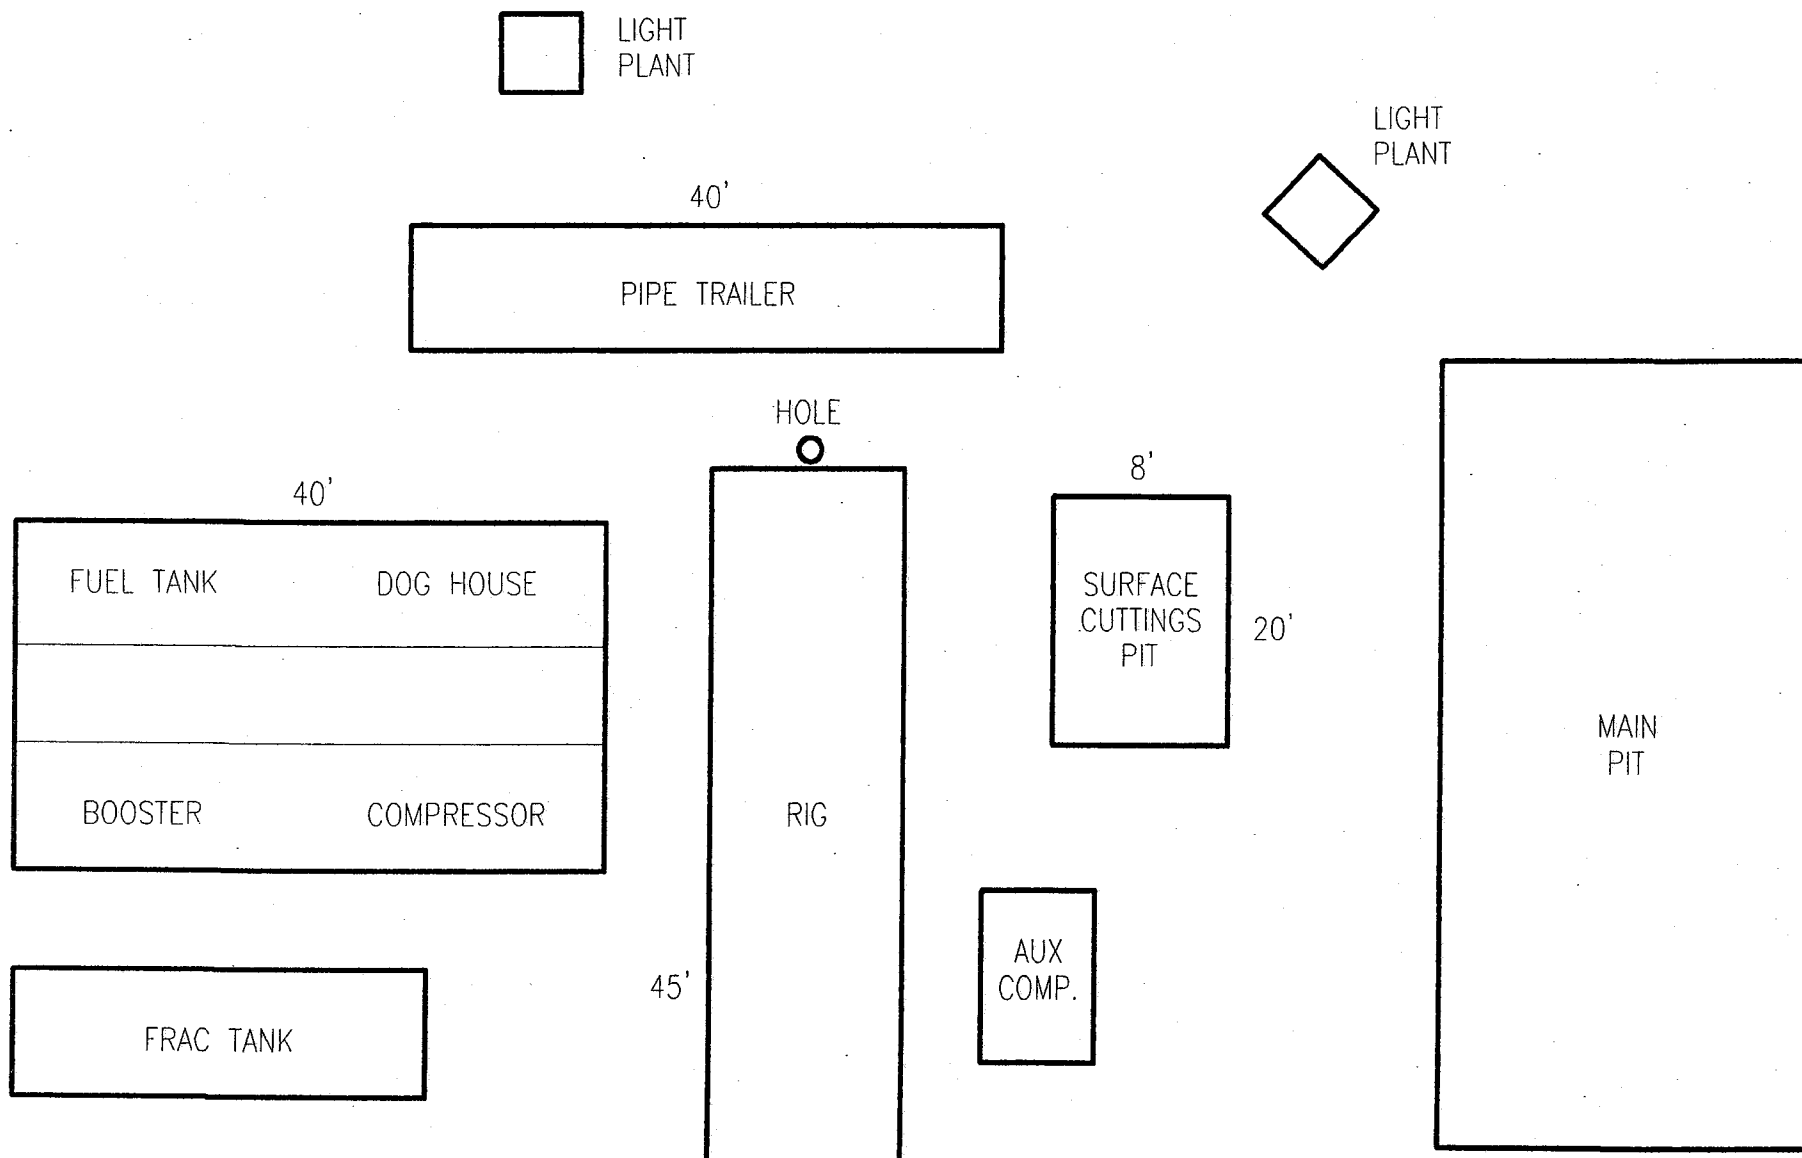 LIGHT
PLANT
LIGHT
PLANT
40'
PIPE TRAILER
HOLE
8'
40'
FUEL TANK DOG HOUSE
SURFACE
CUTTINGS
PIT
20'
MAIN
PIT
BOOSTER COMPRESSOR
RIG
AUX
COMP.
45'
FRAC TANK